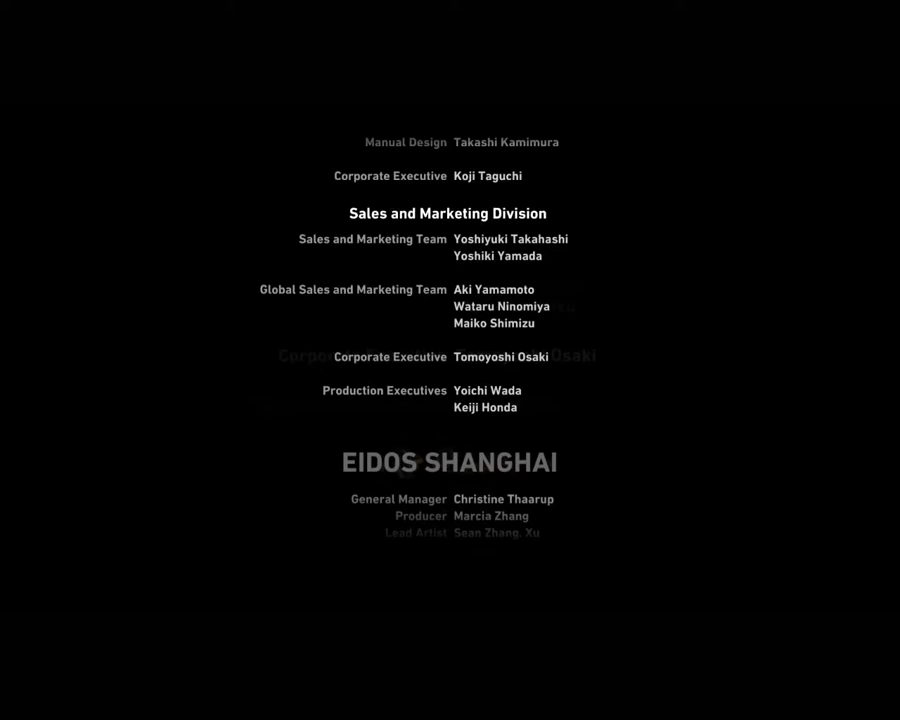 Manual Design Takashi Kamimura
Corporate Executive Koji Taguchi
Sales and Marketing Division
Sales and Marketing Team Yoshiyuki Takahashi
Yoshiki Yamada
Global Sales and Marketing Team Aki Yamamoto
Wataru Ninomiya
Maiko Shimizu
Corporate Executive Tomoyoshi Osaki
Production Executives Yoichi Wada
Keiji Honda
EIDOS SHANGHAI
General Manager Christine Thaarup
Producer Marcia Zhang
Lead Artist Sean Zhang, Xu